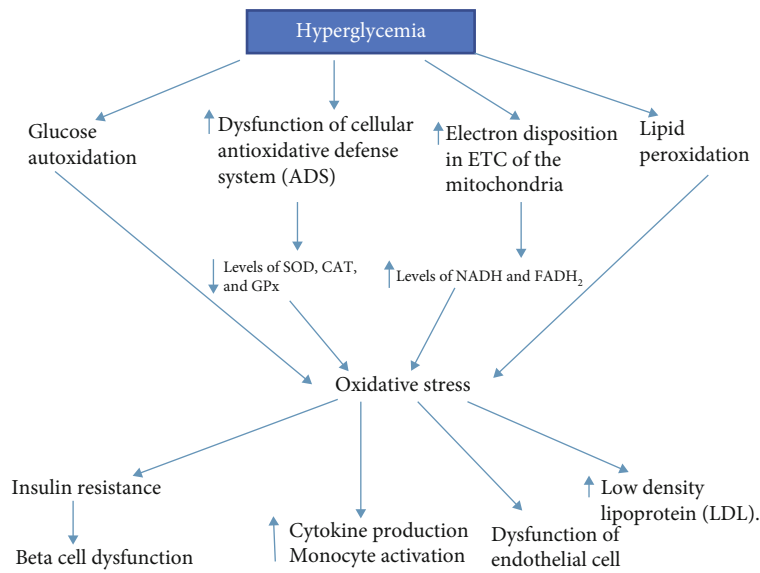 Hyperglycemia
Glucose
autoxidation
Dysfunction of cellular
antioxidative defense
system (ADS)
Electron disposition
in ETC of the
mitochondria
Lipid
peroxidation
Levels of SOD, CAT,
and GPx
Levels of NADH and FADH₂
Oxidative stress
Insulin resistance
Beta cell dysfunction
Cytokine production
Monocyte activation
Dysfunction of
endothelial cell
Low density
lipoprotein (LDL).